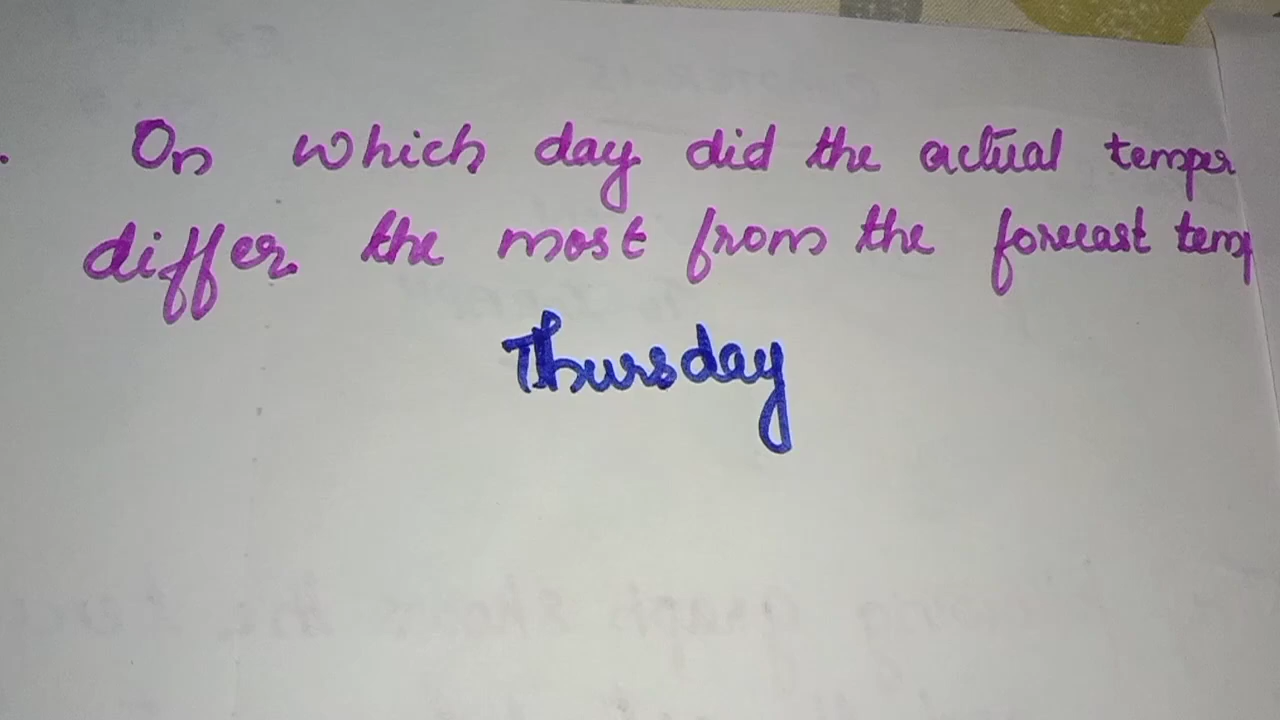 . On which day did the actual temper
differ the most from the forecast temp
Thursday